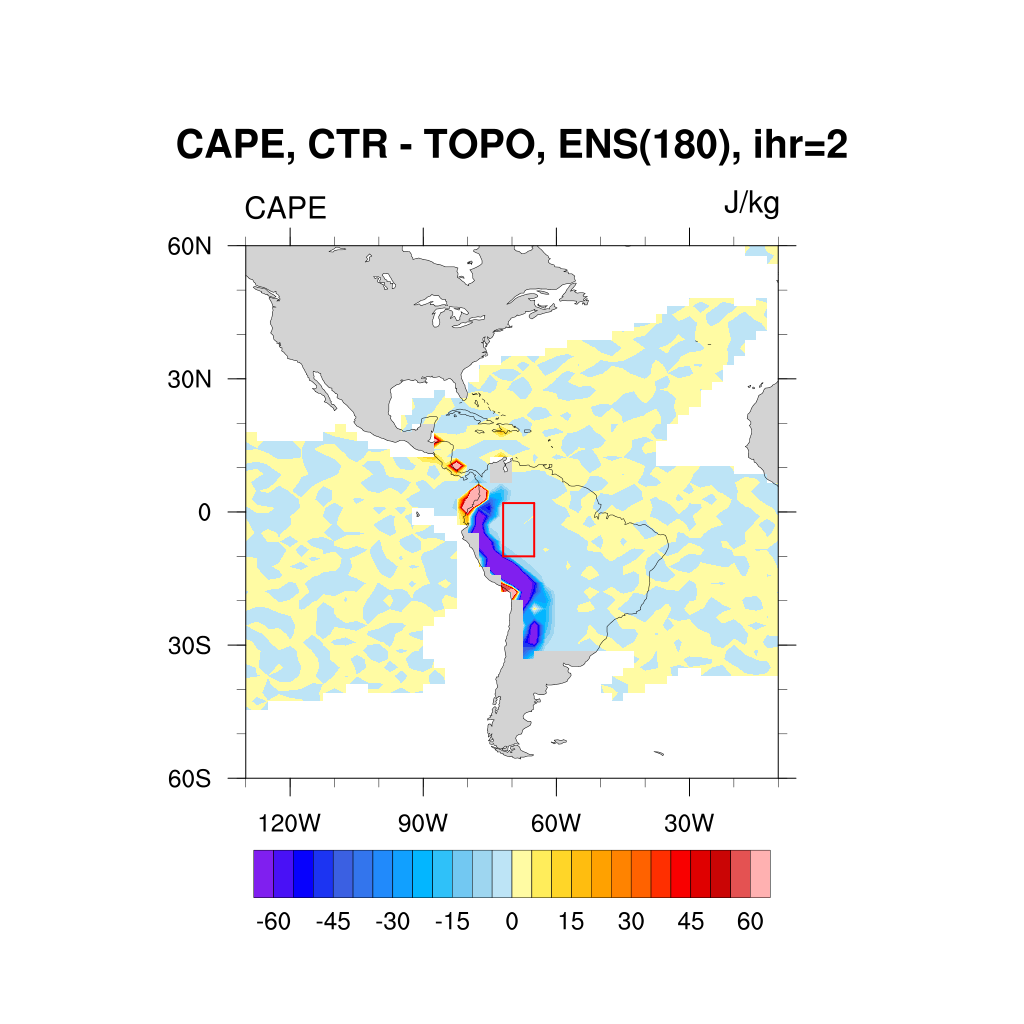 CAPE, CTR - TOPO, ENS(180), ihr=2
CAPE J/kg
60N
30N
0
30S
60S
120W 90W 60W 30W
-60 -45 -30 -15 0 15 30 45 60